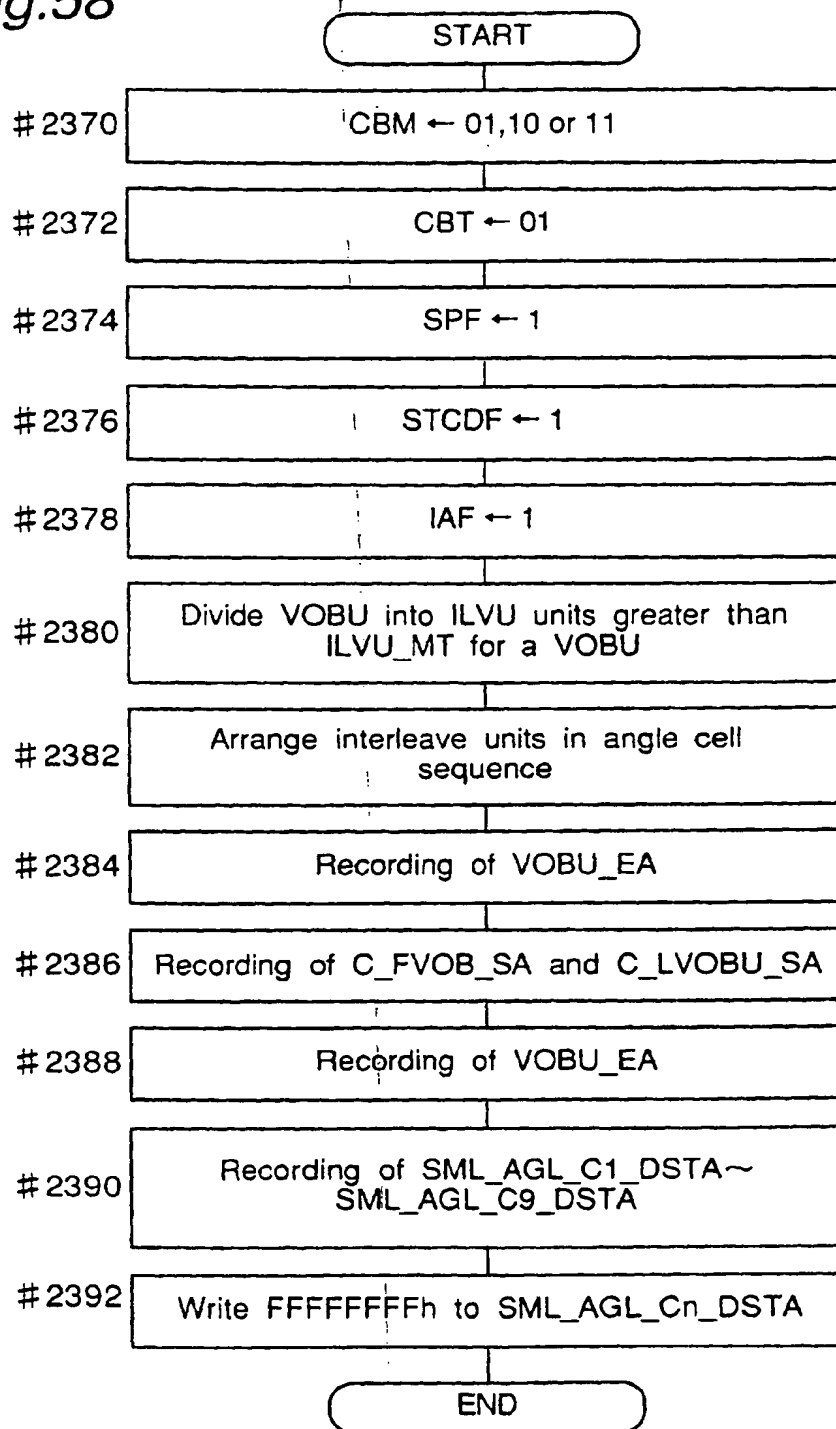 g.58
START
#2370
CBM ← 01,10 or 11
#2372
CBT ← 01
#2374
SPF ← 1
#2376
STCDF ← 1
#2378
IAF ← 1
#2380
Divide VOBU into ILVU units greater than
ILVU_MT for a VOBU
#2382
Arrange interleave units in angle cell
sequence
#2384
Recording of VOBU_EA
#2386
Recording of C_FVOB_SA and C_LVOBU_SA
#2388
Recording of VOBU_EA
#2390
Recording of SML_AGL_C1_DSTA~
SML_AGL_C9_DSTA
#2392
Write FFFFFFFFh to SML_AGL_Cn_DSTA
END